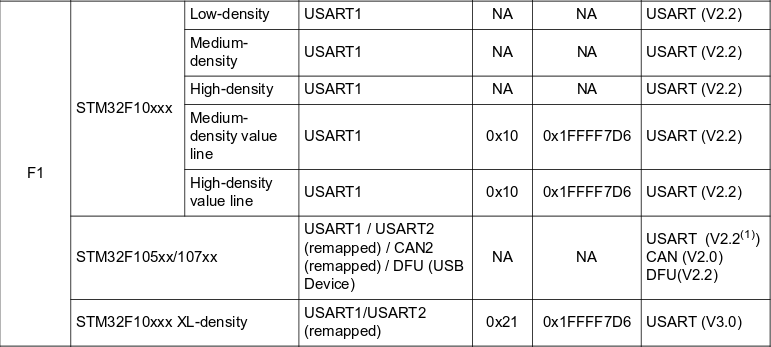 F1
STM32F10xxx
Low-density USART1 NA NA USART (V2.2)
Medium-
density USART1 NA NA USART (V2.2)
High-density USART1 NA NA USART (V2.2)
Medium-
density value
line USART1 0x10 0x1FFFF7D6 USART (V2.2)
High-density
value line USART1 0x10 0x1FFFF7D6 USART (V2.2)
STM32F105xx/107xx
USART1 / USART2
(remapped) / CAN2
(remapped) / DFU (USB
Device)
NA
NA
USART (V2.2(1))
CAN (V2.0)
DFU(V2.2)
STM32F10xxx XL-density
USART1/USART2
(remapped)
0x21 0x1FFFF7D6 USART (V3.0)